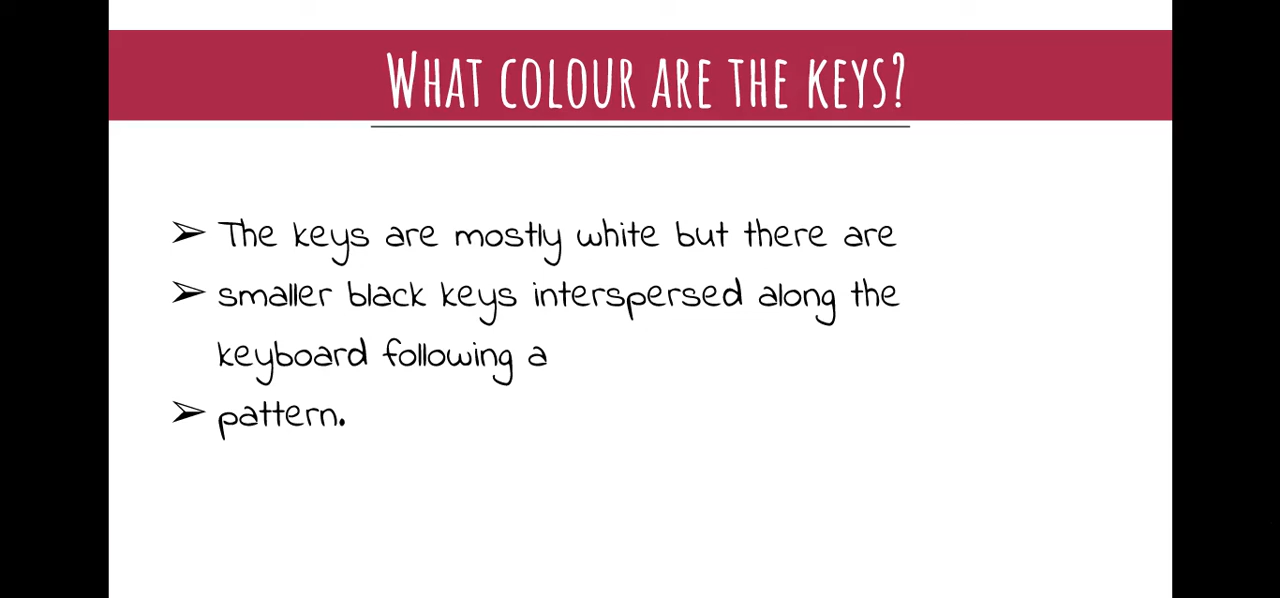 What colour are the keys?
➢ The keys are mostly white but there are
➢ smaller black keys interspersed along the
keyboard following a
➢ pattern.